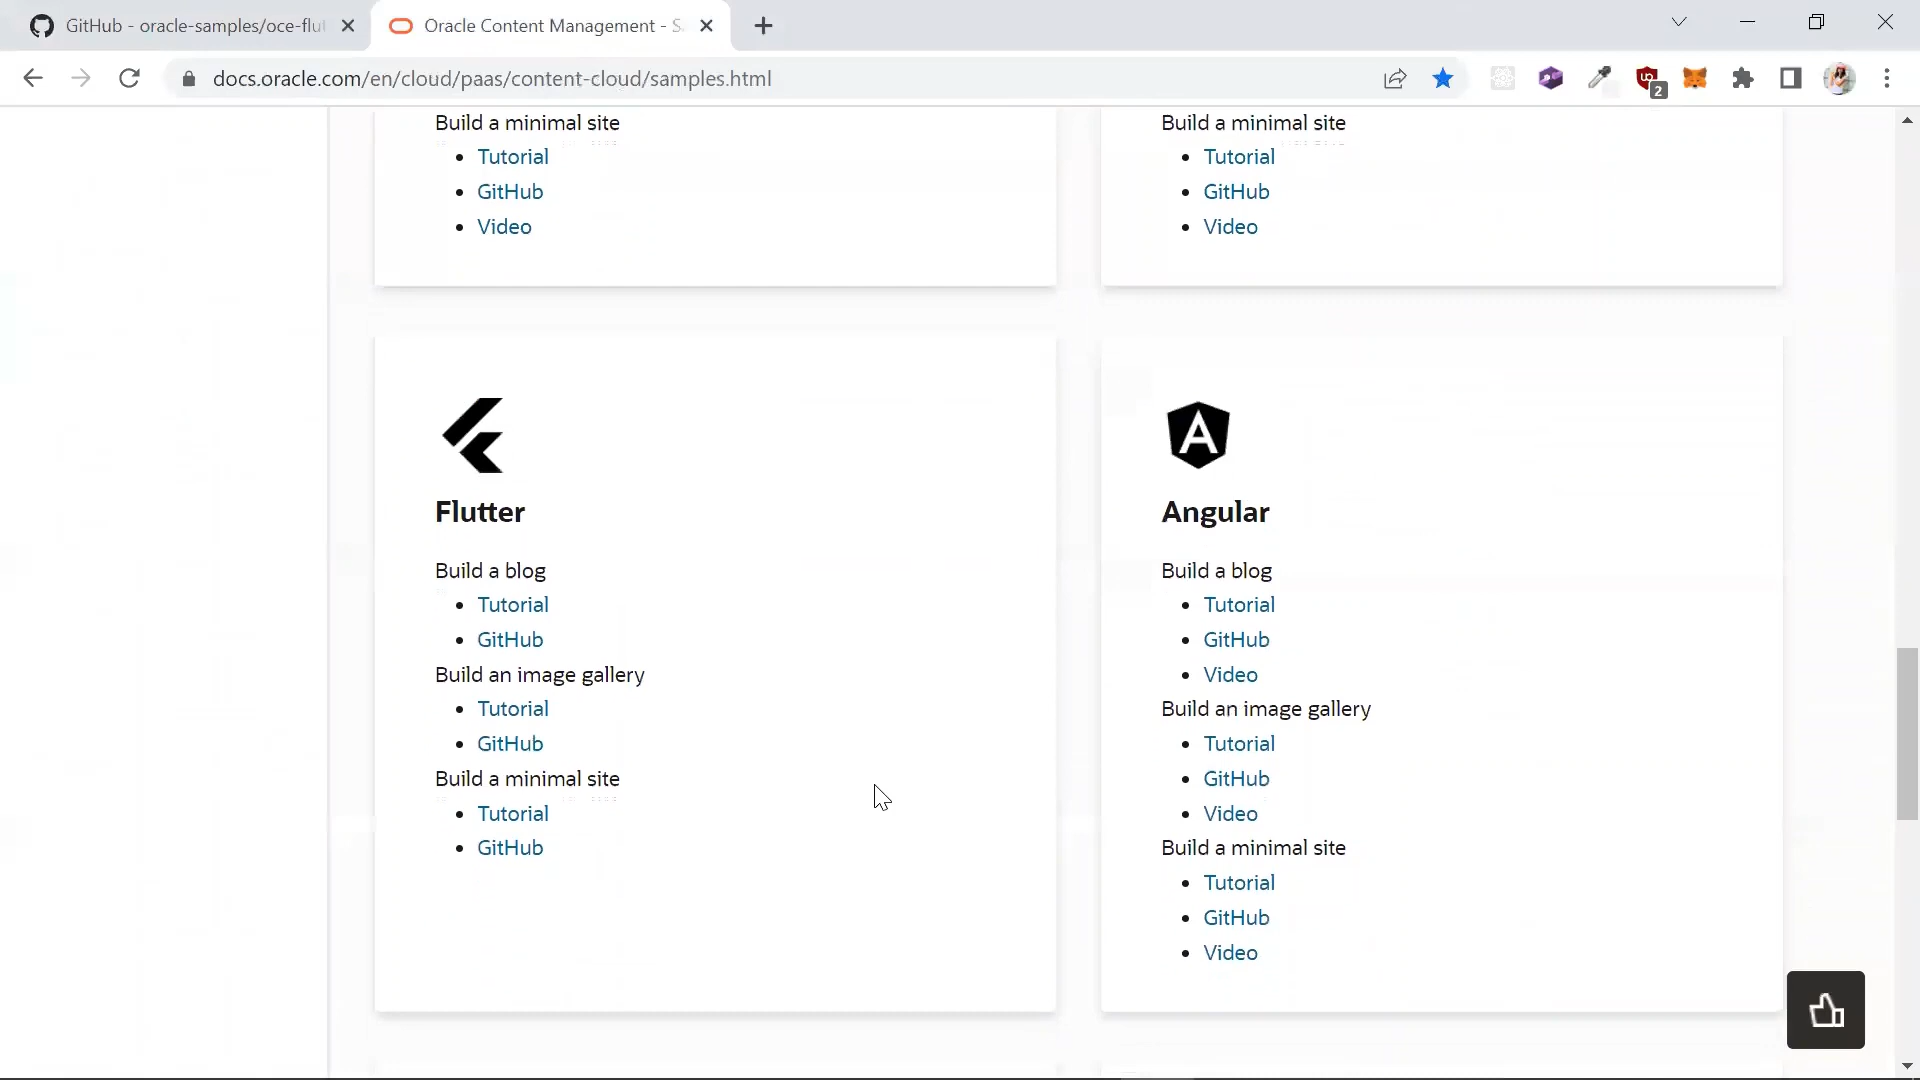 GitHub - oracle-samples/oce-flut
Oracle Content Management - S
docs.oracle.com/en/cloud/paas/content-cloud/samples.html
2
Build a minimal site
Tutorial
GitHub
Video
Build a minimal site
Tutorial
GitHub
Video
Flutter
Build a blog
Tutorial
GitHub
Build an image gallery
Tutorial
GitHub
Build a minimal site
Tutorial
GitHub
Angular
Build a blog
Tutorial
GitHub
Video
Build an image gallery
Tutorial
GitHub
Video
Build a minimal site
Tutorial
GitHub
Video